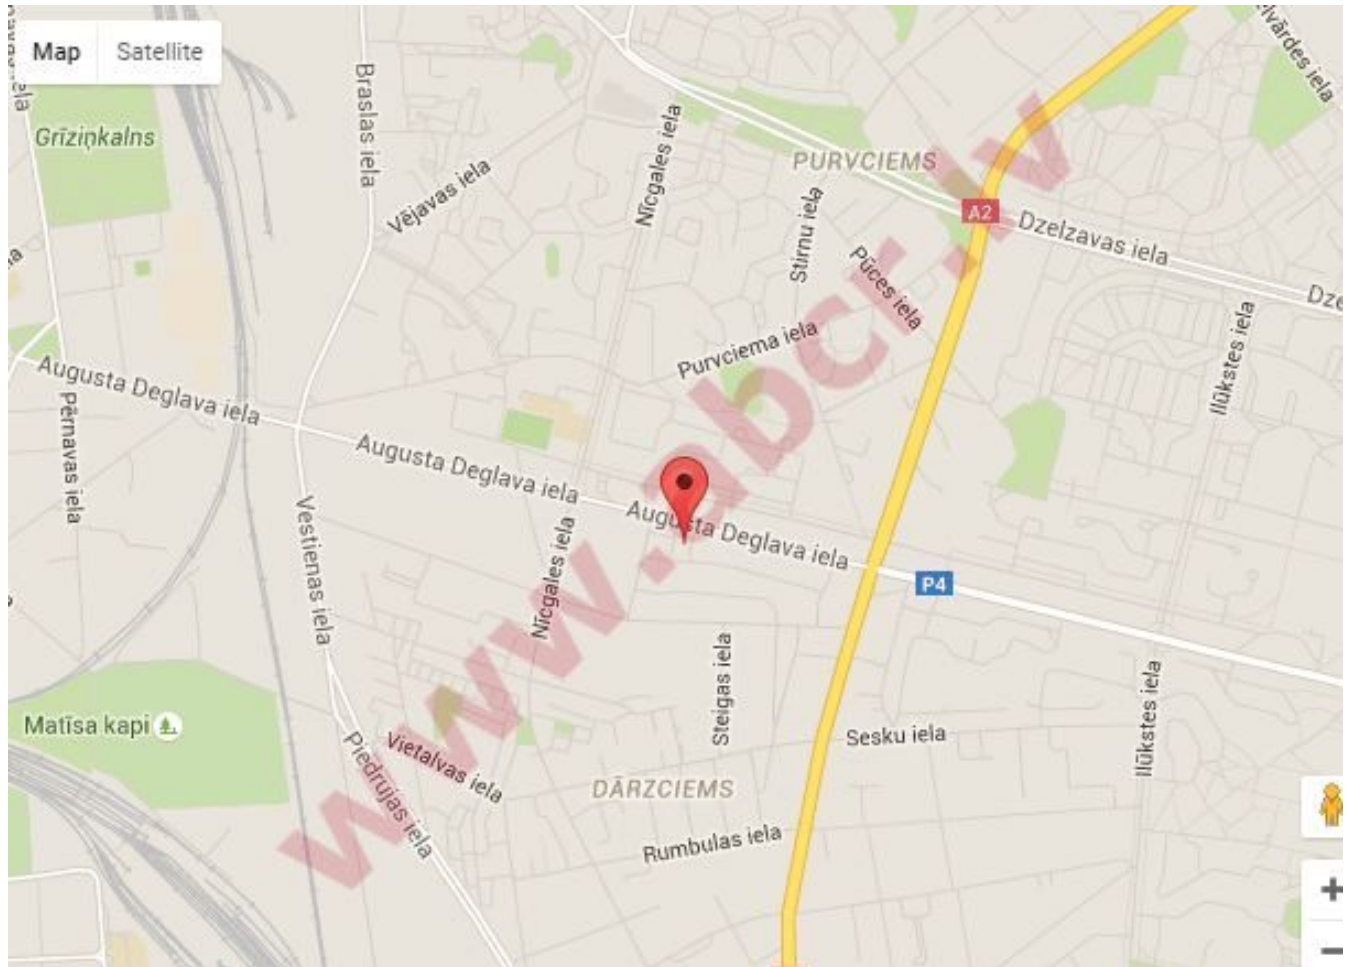 Map
Satellite
Grīziņkalns
Braslas iela
Vējavas iela
Nīcgales iela
PURVCIEMS
Stirnu iela
Pūces iela
A2
Dzelzavas iela
Ilūkstes iela
Purvciema iela
Augusta Deglava iela
Pērnavas iela
Augusta Deglava iela
Augusta Deglava iela
P4
Vestienas iela
Nīcgales iela
Steigas iela
Sesku iela
Ilūkstes iela
Matīsa kapi
Piedrujas iela
Vietalvas iela
DĀRZCIEMS
Rumbulas iela
www.abcr.lv